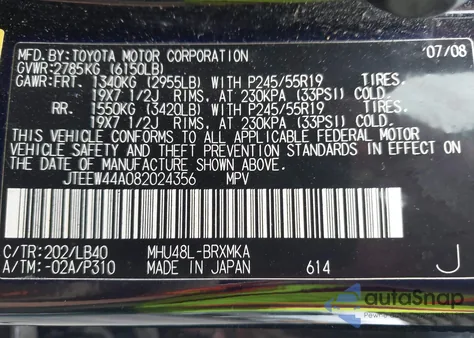 MFD.BY:TOYOTA MOTOR CORPORATION '07/08
GVWR:2785KG (6150LB)
GAWR:FRT. 1340KG (2955LB) WITH P245/55R19 TIRES,
19X7 1/2J RIMS, AT 230KPA (33PSI) COLD.
RR. 1550KG (3420LB) WITH P245/55R19 TIRES,
19X7 1/2J RIMS, AT 230KPA (33PSI) COLD.
THIS VEHICLE CONFORMS TO ALL APPLICABLE FEDERAL MOTOR
VEHICLE SAFETY AND THEFT PREVENTION STANDARDS IN EFFECT ON
THE DATE OF MANUFACTURE SHOWN ABOVE.
JTEEW44A082024356 MPV
C/TR:202/LB40 MHU48L-BRXMKA
A/TM:-02A/P310 MADE IN JAPAN 614 J
autoSnap